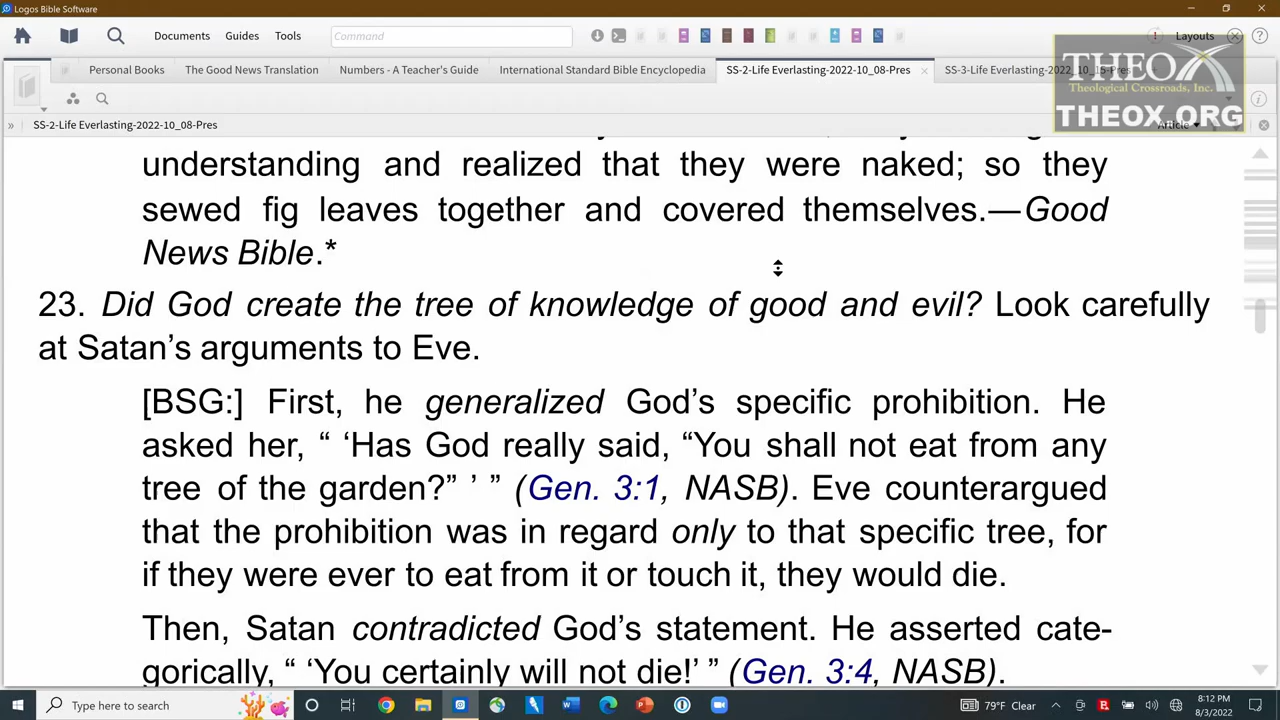 Logos Bible Software
Documents Guides Tools Command Layouts
Personal Books The Good News Translation Guide International Standard Bible Encyclopedia SS-2-Life Everlasting-2022-10_08-Pres SS-3-Life Everlasting-2022_10_15-Pres
THEOX
Theological Crossroads, Inc.
THEOX.ORG
» SS-2-Life Everlasting-2022-10_08-Pres Article
understanding and realized that they were naked; so they
sewed fig leaves together and covered themselves.—Good
News Bible.*
23. Did God create the tree of knowledge of good and evil? Look carefully
at Satan’s arguments to Eve.
[BSG:] First, he generalized God’s specific prohibition. He
asked her, “ ‘Has God really said, “You shall not eat from any
tree of the garden?” ’ ” (Gen. 3:1, NASB). Eve counterargued
that the prohibition was in regard only to that specific tree, for
if they were ever to eat from it or touch it, they would die.
Then, Satan contradicted God’s statement. He asserted cate-
gorically, “ ‘You certainly will not die!’ ” (Gen. 3:4, NASB).
Type here to search 79°F Clear 8:12 PM
8/3/2022